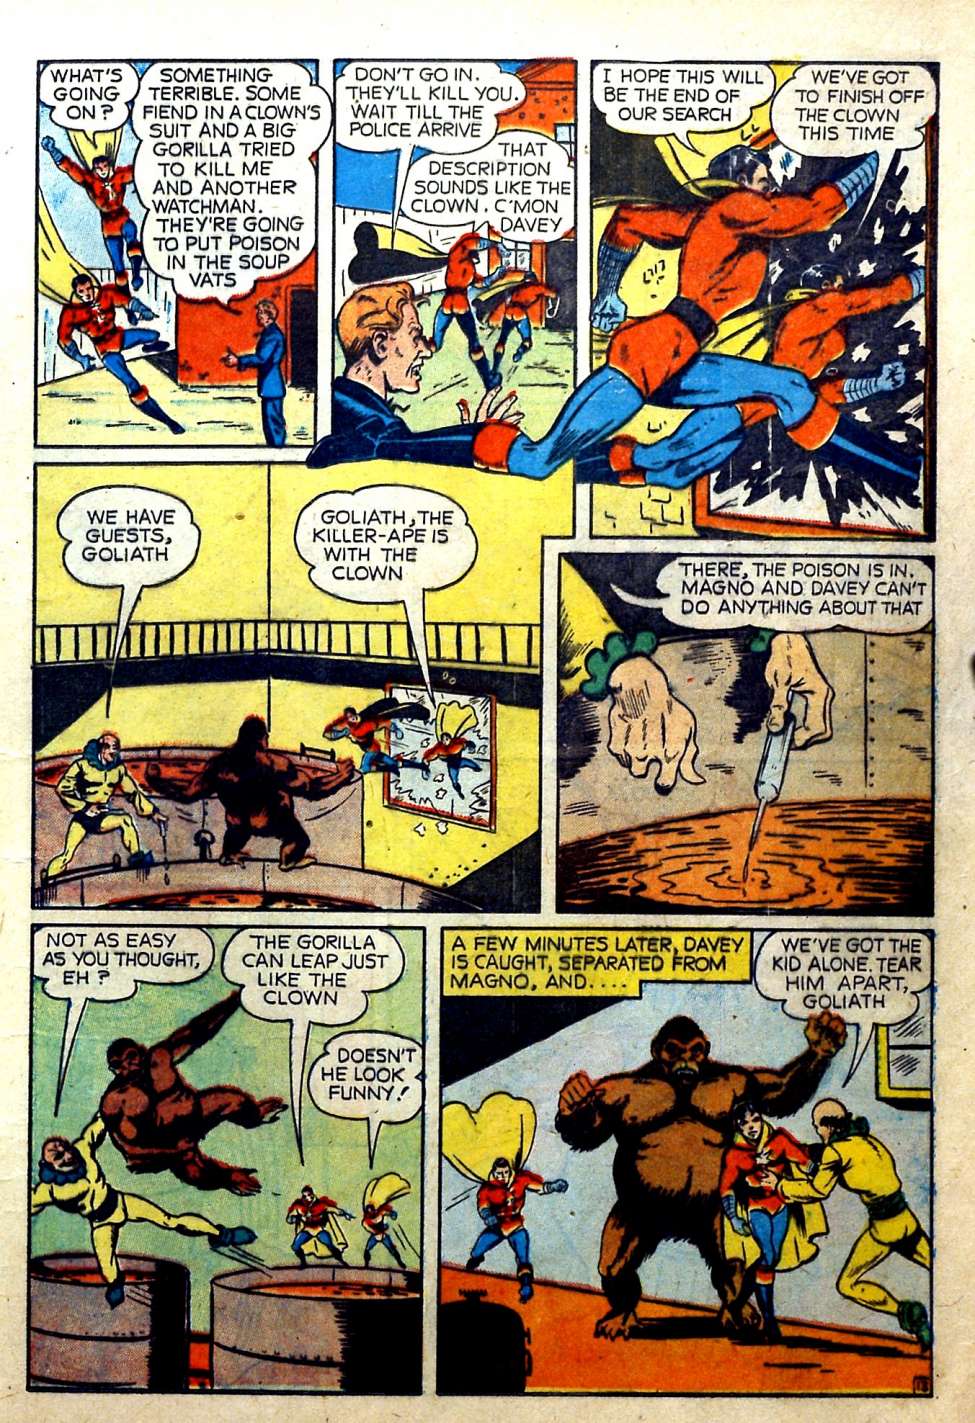 WHAT'S
GOING
ON?
SOMETHING
TERRIBLE. SOME
FIEND IN A CLOWN'S
SUIT AND A BIG
GORILLA TRIED
TO KILL ME
AND ANOTHER
WATCHMAN.
THEY'RE GOING
TO PUT POISON
IN THE SOUP
VATS
DON'T GO IN.
THEY'LL KILL YOU.
WAIT TILL THE
POLICE ARRIVE
THAT
DESCRIPTION
SOUNDS LIKE THE
CLOWN. C'MON
DAVEY
I HOPE THIS WILL
BE THE END OF
OUR SEARCH
WE'VE GOT
TO FINISH OFF
THE CLOWN
THIS TIME
WE HAVE
GUESTS,
GOLIATH
GOLIATH, THE
KILLER-APE IS
WITH THE
CLOWN
THERE, THE POISON IS IN.
MAGNO AND DAVEY CAN'T
DO ANYTHING ABOUT THAT
NOT AS EASY
AS YOU THOUGHT,
EH?
THE GORILLA
CAN LEAP JUST
LIKE THE
CLOWN
DOESN'T
HE LOOK
FUNNY!
A FEW MINUTES LATER, DAVEY
IS CAUGHT, SEPARATED FROM
MAGNO, AND....
WE'VE GOT THE
KID ALONE. TEAR
HIM APART,
GOLIATH